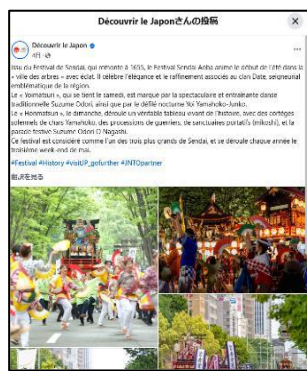 Découvrir le Japonさんの投稿
Découvrir le Japon
4日
Issu du Festival de Sendai, qui remonte à 1655, le Festival Sendai Aoba anime le début de l'été dans la
« ville des arbres » avec éclat. Il célèbre l'élégance et le raffinement associés au clan Date, seigneurial
emblématique de la région.
Le « Yoimatsuri », qui se tient le samedi, est marqué par la spectaculaire et entraînante danse
traditionnelle Suzume Odori, ainsi que par le défilé nocturne Yoi Yamahoko-Junko.
Le « Honmatsuri », le dimanche, déroule un véritable tableau vivant de l'histoire, avec des cortèges
solennels de chars Yamahoko, des processions de guerriers, de sanctuaires portatifs (mikoshi), et la
parade festive Suzume Odori O Nagashi.
Ce festival est considéré comme l'un des trois plus grands de Sendai, et se déroule chaque année le
troisième week-end de mai.
#Festival #History #visitJP_gofurther #JNTOpartner
翻訳を見る